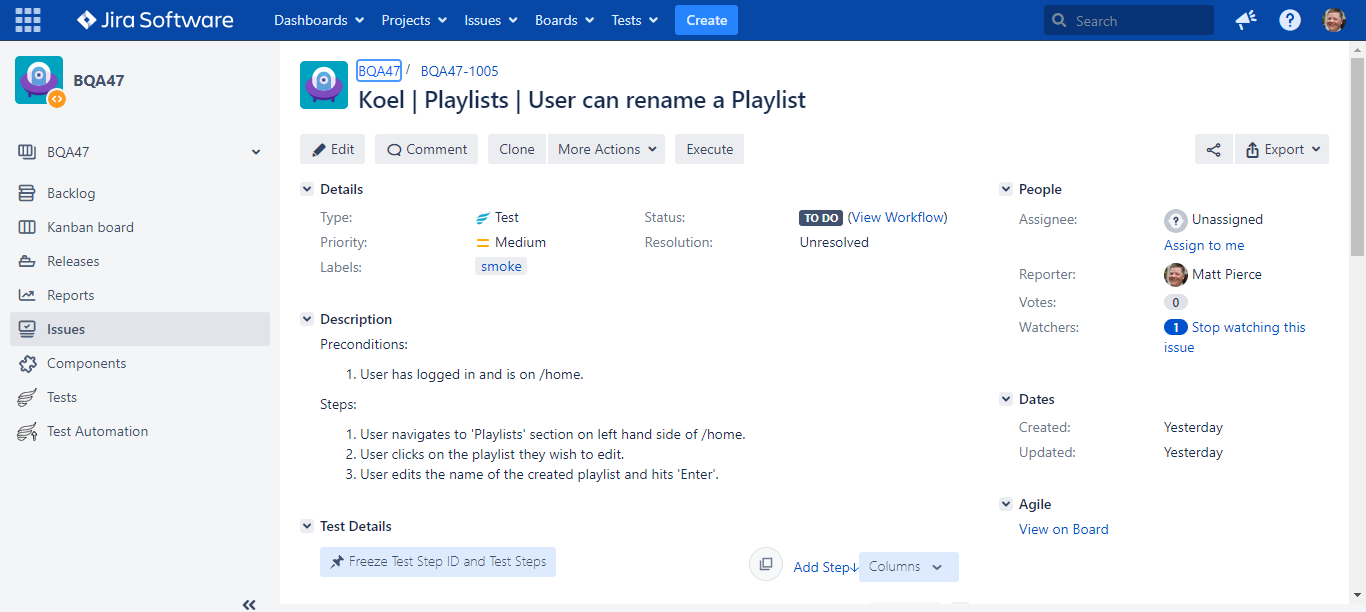 Jira Software Dashboards Projects Issues Boards Tests Create Search ?
BQA47
BQA47
Backlog
Kanban board
Releases
Reports
Issues
Components
Tests
Test Automation
BQA47 / BQA47-1005
Koel | Playlists | User can rename a Playlist
Edit Comment Clone More Actions Execute Export
Details
Type: Test Status: TO DO (View Workflow)
Priority: Medium Resolution: Unresolved
Labels: smoke
Description
Preconditions:
1. User has logged in and is on /home.
Steps:
1. User navigates to 'Playlists' section on left hand side of /home.
2. User clicks on the playlist they wish to edit.
3. User edits the name of the created playlist and hits 'Enter'.
Test Details
Freeze Test Step ID and Test Steps Add Step↓ Columns
People
Assignee: ? Unassigned
Assign to me
Reporter: Matt Pierce
Votes: 0
Watchers: 1 Stop watching this
issue
Dates
Created: Yesterday
Updated: Yesterday
Agile
View on Board